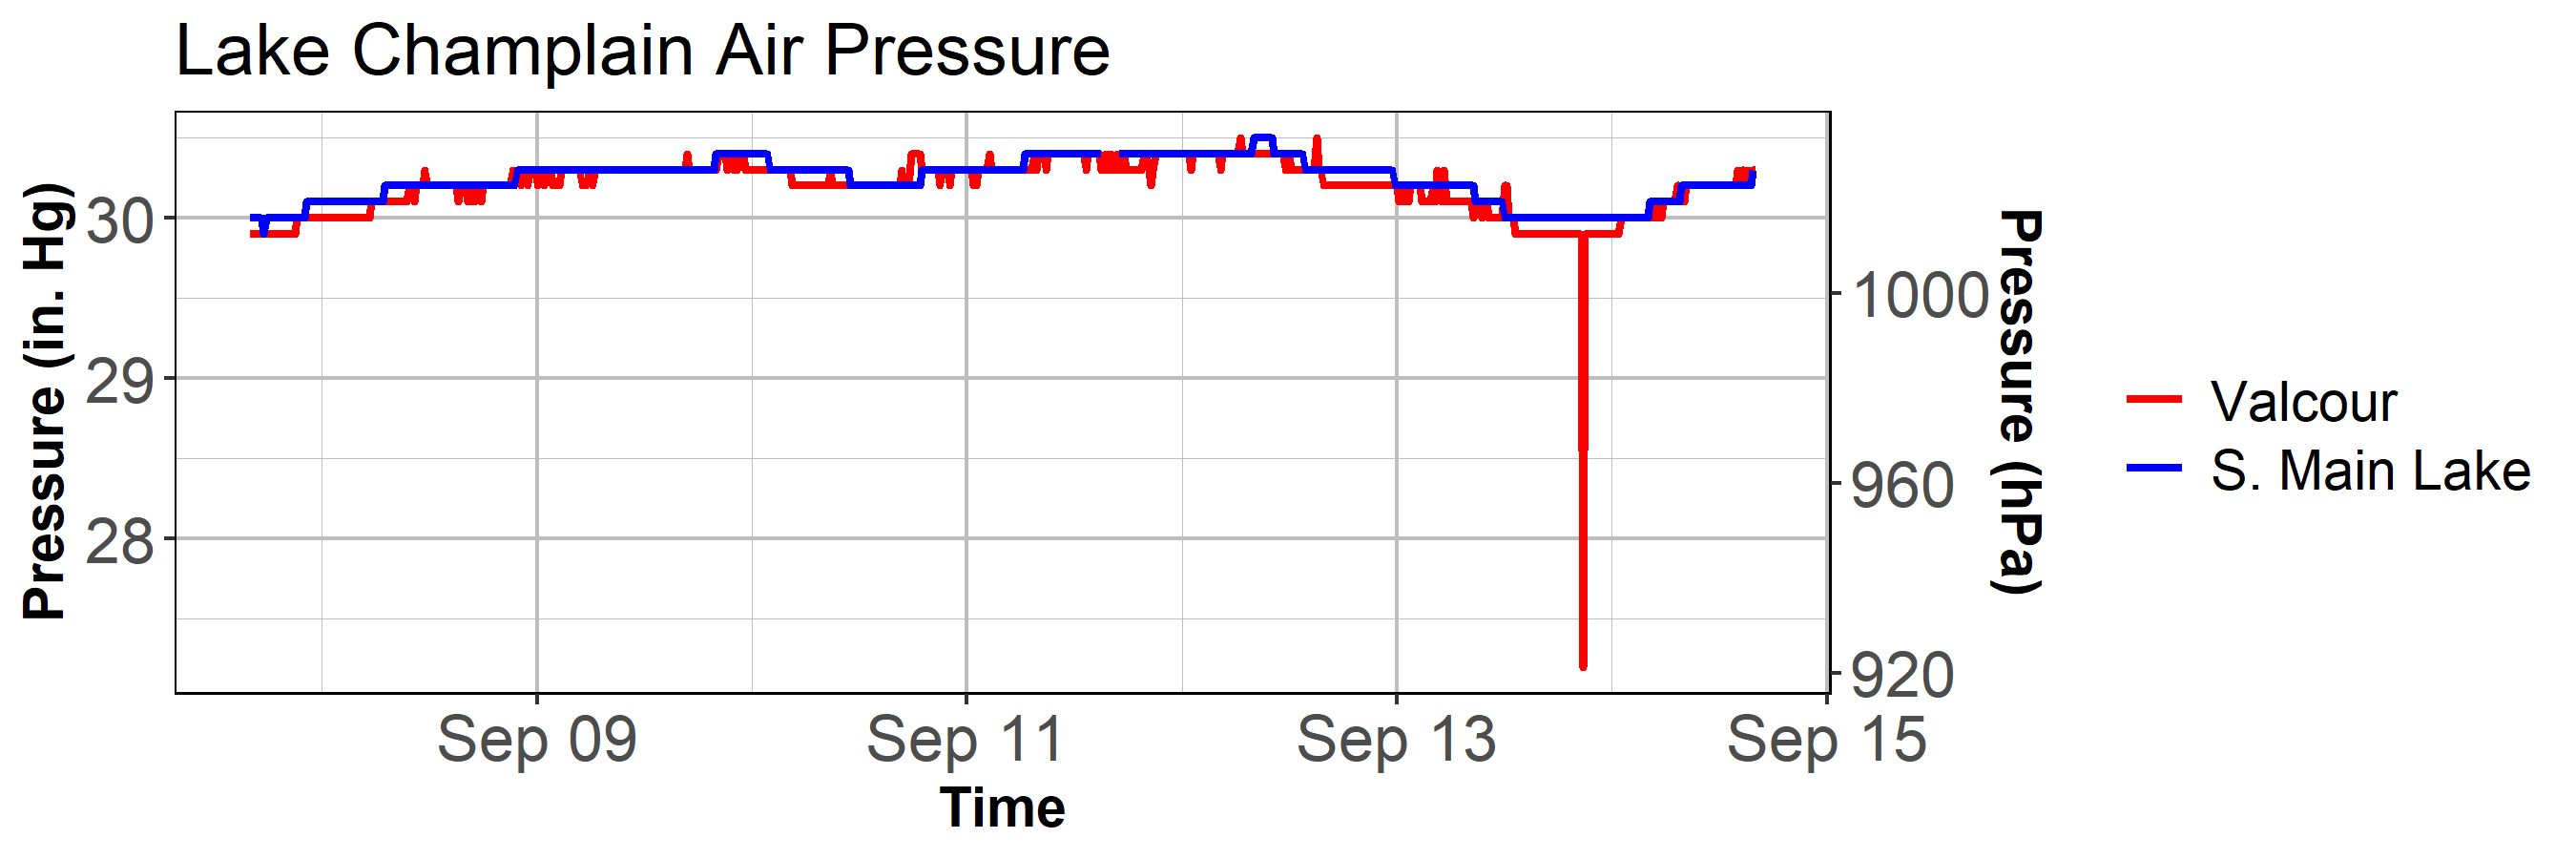 Lake Champlain Air Pressure
Pressure (in. Hg)
30
29
28
1000
960
920
Pressure (hPa)
Sep 09
Sep 11
Sep 13
Sep 15
Time
Valcour
S. Main Lake